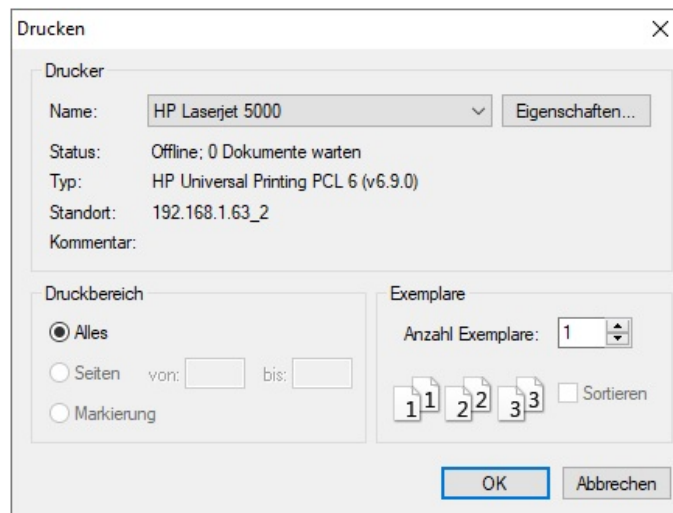 Drucken
Drucker
Name: HP Laserjet 5000 Eigenschaften...
Status: Offline; 0 Dokumente warten
Typ: HP Universal Printing PCL 6 (v6.9.0)
Standort: 192.168.1.63_2
Kommentar:
Druckbereich
Alles
Seiten von: bis:
Markierung
Exemplare
Anzahl Exemplare: 1
1 1 2 2 3 3 Sortieren
OK Abbrechen